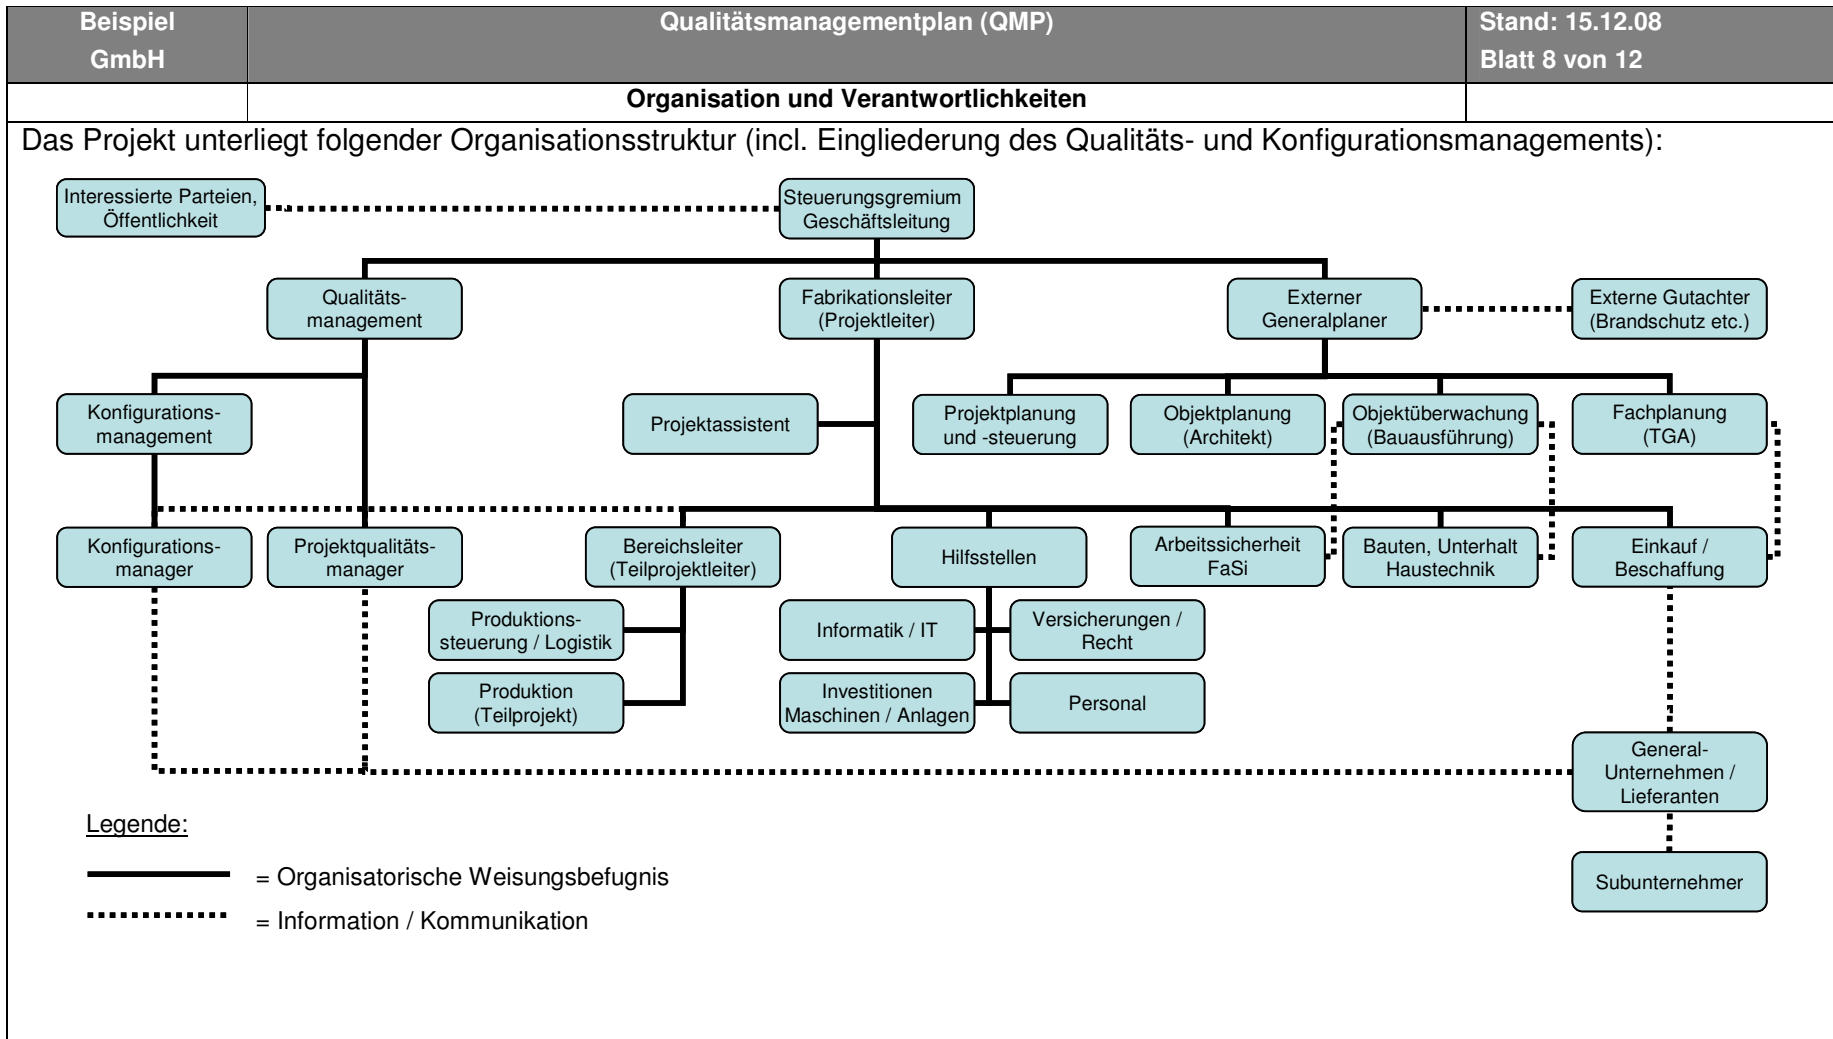 Beispiel
GmbH
Qualitätsmanagementplan (QMP)
Stand: 15.12.08
Blatt 8 von 12
Organisation und Verantwortlichkeiten
Das Projekt unterliegt folgender Organisationsstruktur (incl. Eingliederung des Qualitäts- und Konfigurationsmanagements):
Interessierte Parteien,
Öffentlichkeit
Steuerungsgremium
Geschäftsleitung
Qualitäts-
management
Fabrikationsleiter
(Projektleiter)
Externer
Generalplaner
Externe Gutachter
(Brandschutz etc.)
Konfigurations-
management
Projektassistent
Projektplanung
und -steuerung
Objektplanung
(Architekt)
Objektüberwachung
(Bauausführung)
Fachplanung
(TGA)
Konfigurations-
manager
Projektqualitäts-
manager
Bereichsleiter
(Teilprojektleiter)
Hilfsstellen
Arbeitssicherheit
FaSi
Bauten, Unterhalt
Haustechnik
Einkauf /
Beschaffung
Produktions-
steuerung / Logistik
Informatik / IT
Versicherungen /
Recht
Produktion
(Teilprojekt)
Investitionen
Maschinen / Anlagen
Personal
General-
Unternehmen /
Lieferanten
Subunternehmer
Legende:
= Organisatorische Weisungsbefugnis
= Information / Kommunikation